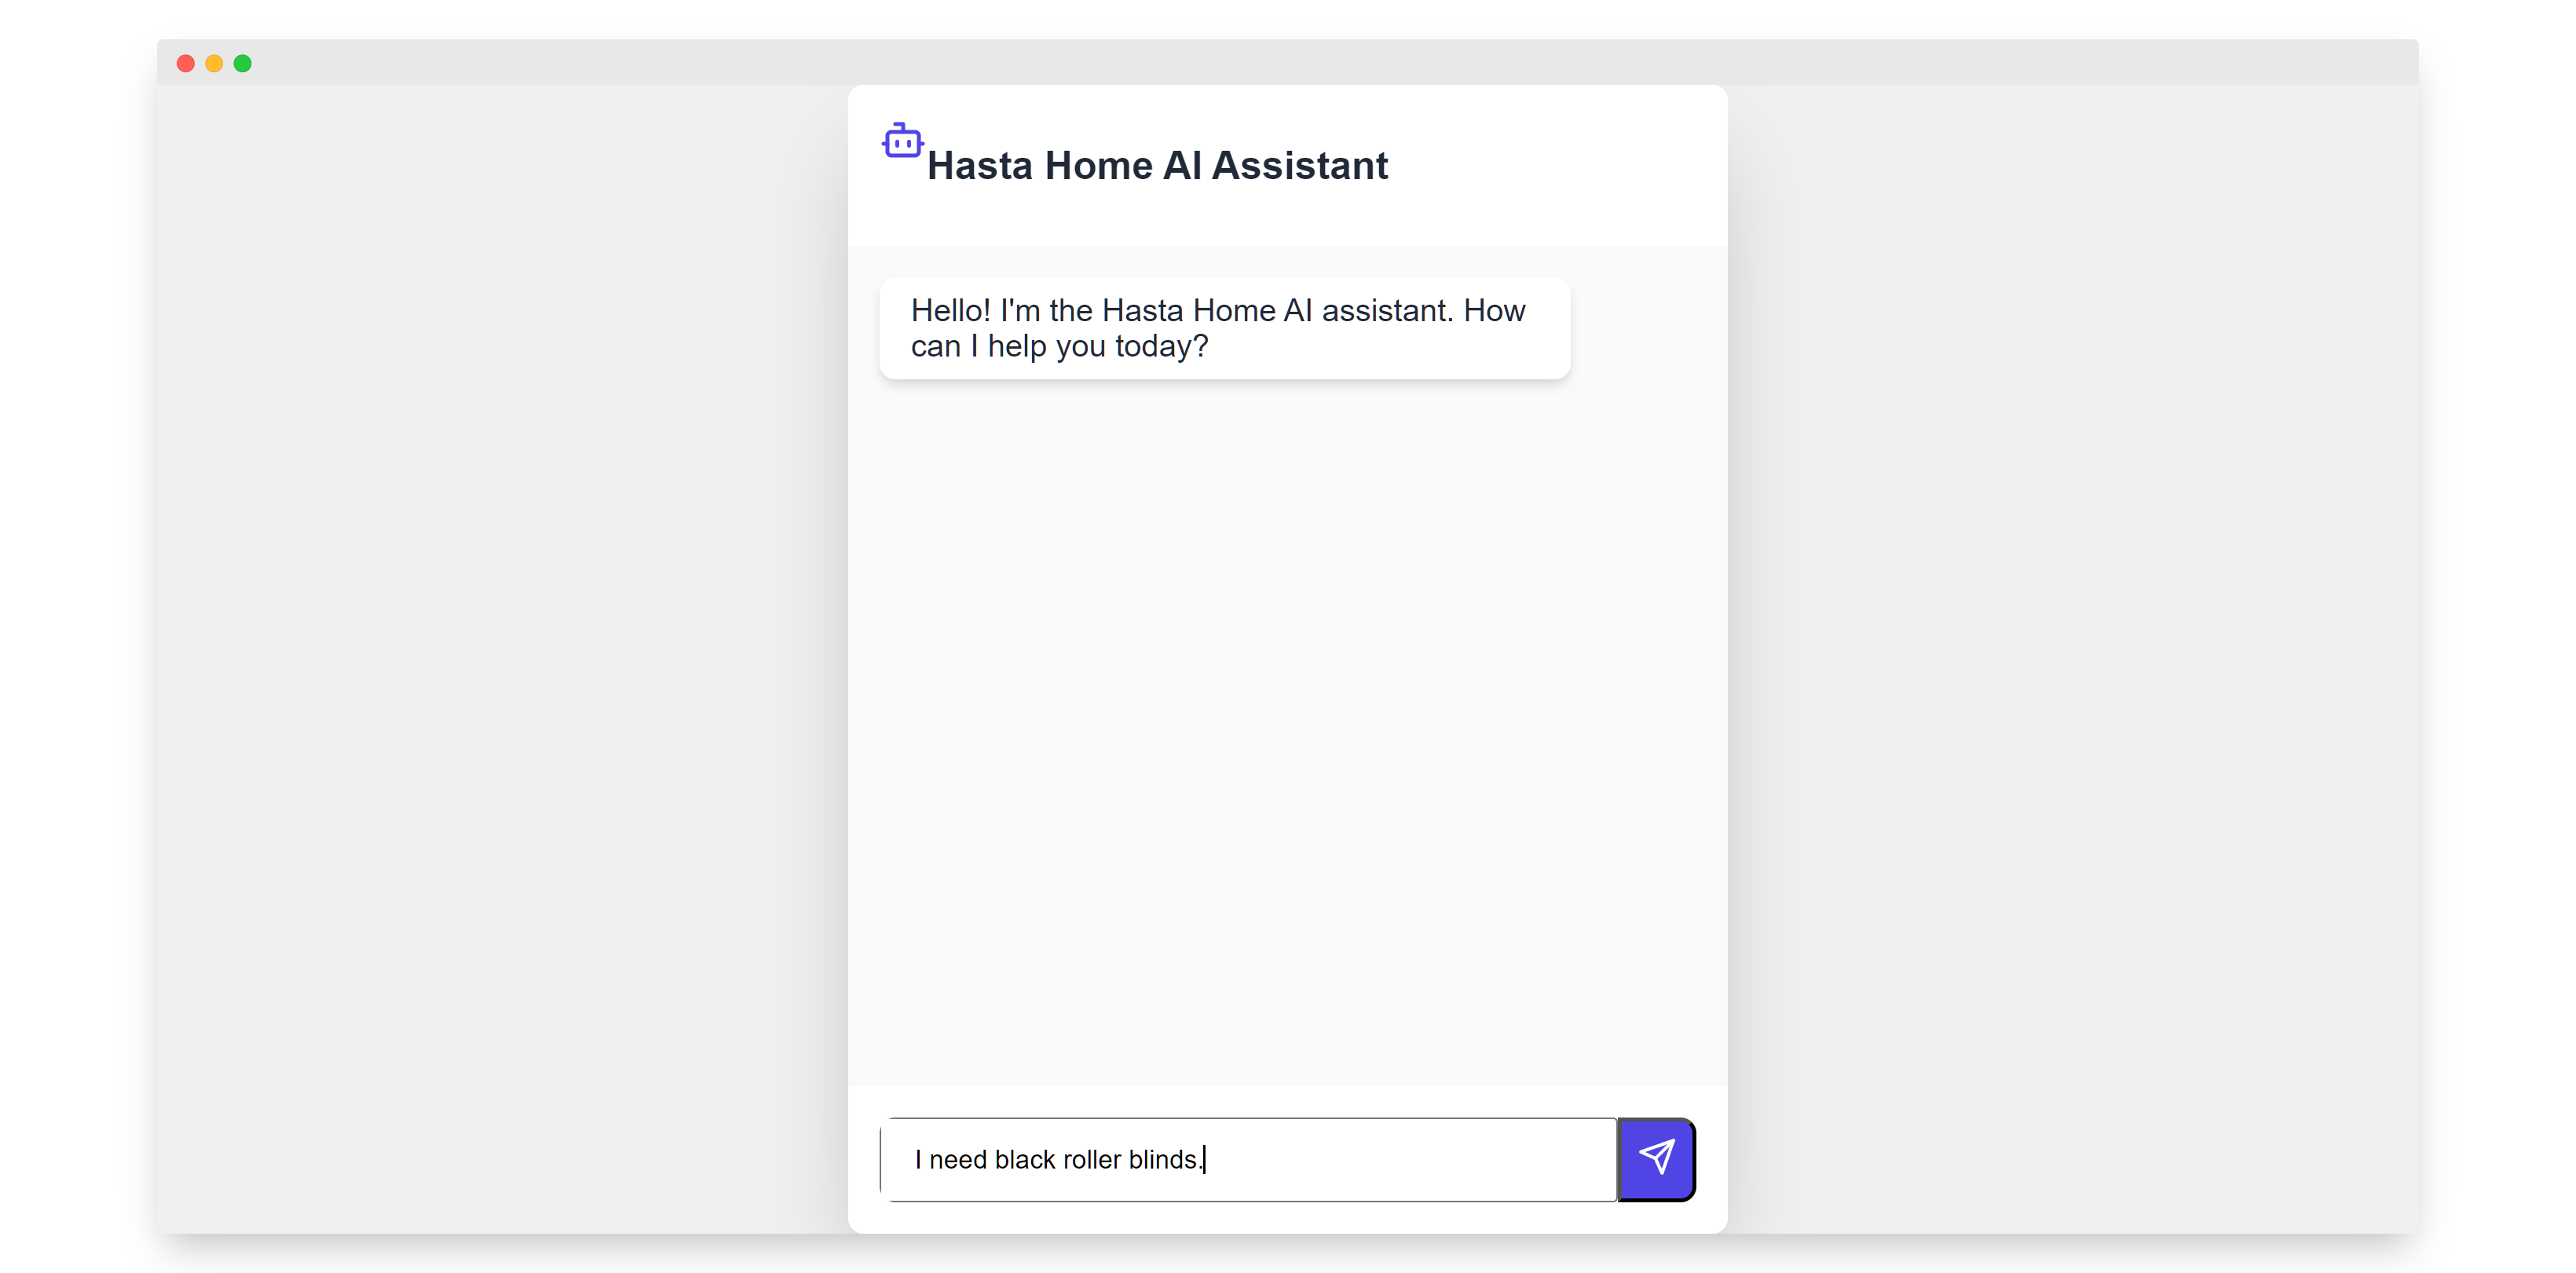 Hasta Home AI Assistant
Hello! I'm the Hasta Home AI assistant. How
can I help you today?
I need black roller blinds.